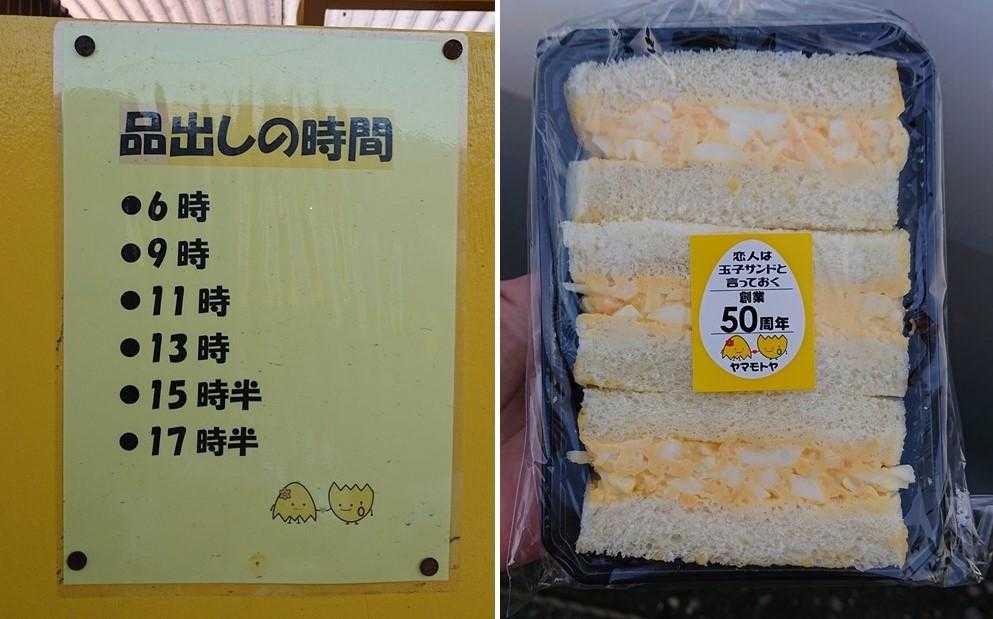 品出しの時間
●6時
●9時
●11時
●13時
●15時半
●17時半
恋人は
玉子サンドと
言っておく
創業
50周年
ヤマモトヤ